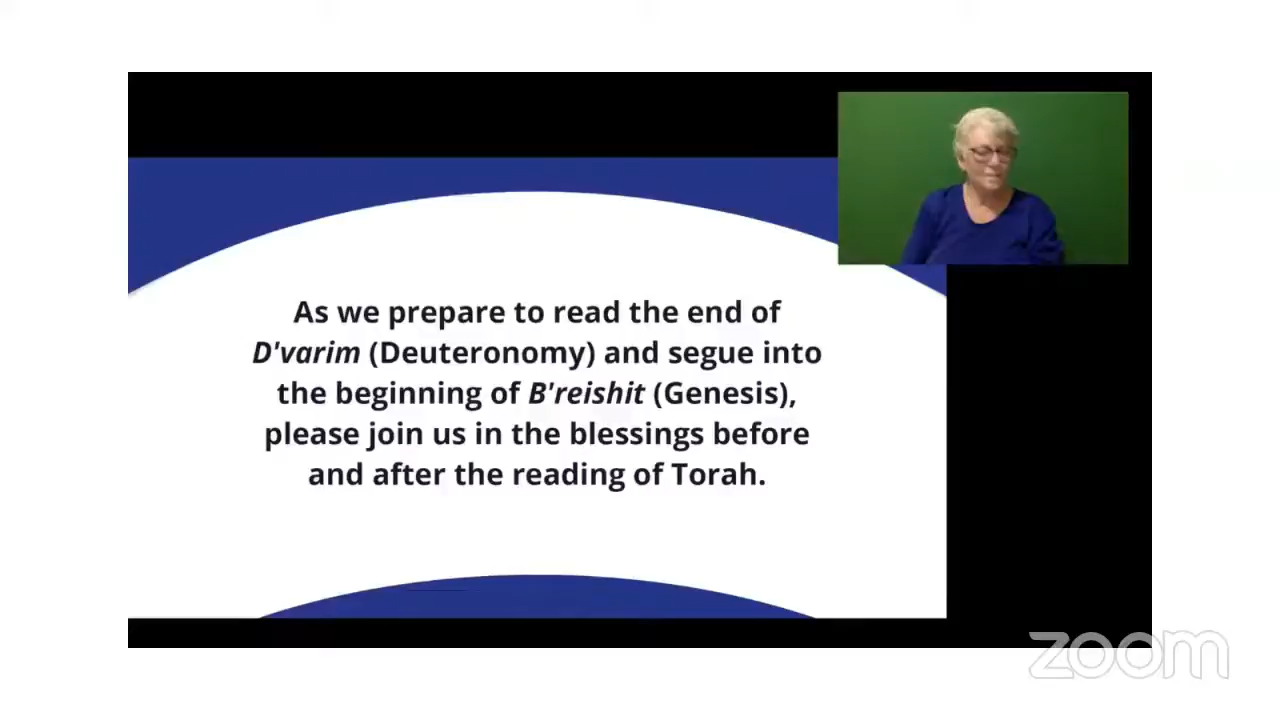 As we prepare to read the end of
D'varim (Deuteronomy) and segue into
the beginning of B'reishit (Genesis),
please join us in the blessings before
and after the reading of Torah.
zoom